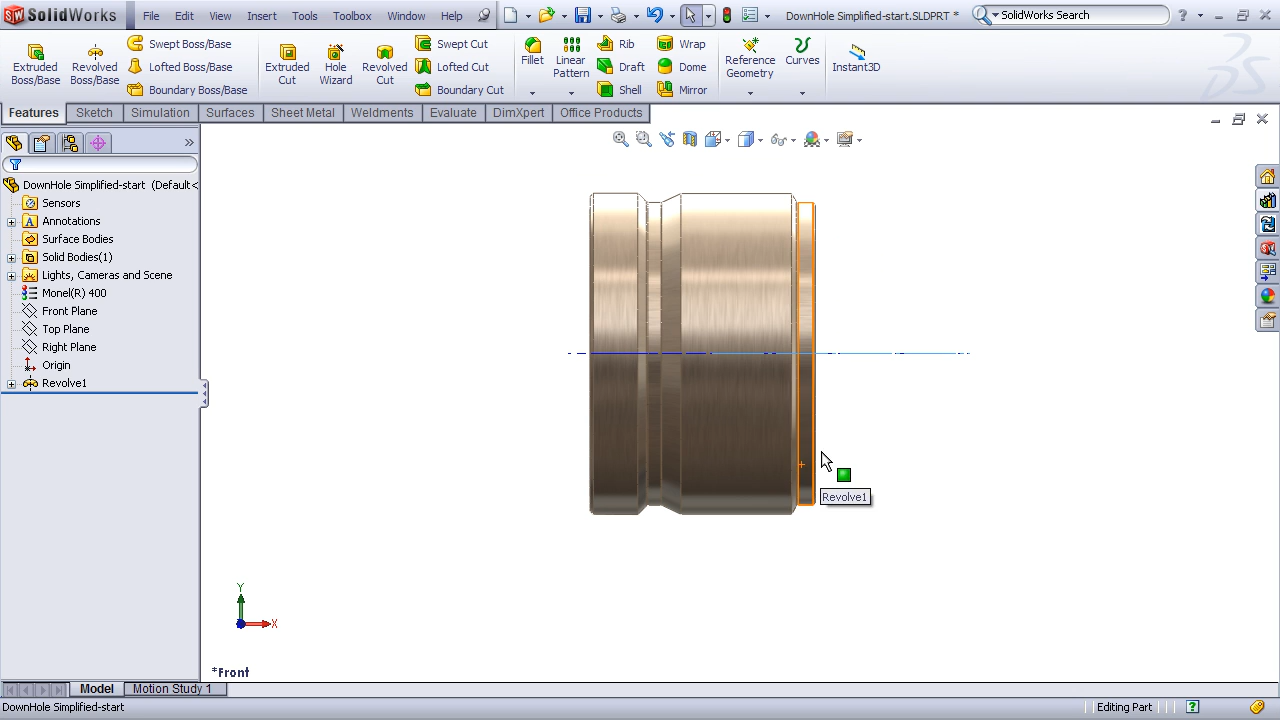 SolidWorks File Edit View Insert Tools Toolbox Window Help DownHole Simplified-start.SLDPRT * SolidWorks Search ?
Extruded Boss/Base
Revolved Boss/Base
Swept Boss/Base
Lofted Boss/Base
Boundary Boss/Base
Extruded Cut
Hole Wizard
Revolved Cut
Swept Cut
Lofted Cut
Boundary Cut
Fillet
Linear Pattern
Rib
Draft
Shell
Wrap
Dome
Mirror
Reference Geometry
Curves
Instant3D
Features Sketch Simulation Surfaces Sheet Metal Weldments Evaluate DimXpert Office Products
DownHole Simplified-start (Default<
Sensors
Annotations
Surface Bodies
Solid Bodies(1)
Lights, Cameras and Scene
Monel(R) 400
Front Plane
Top Plane
Right Plane
Origin
Revolve1
Revolve1
Y
X
*Front
Model Motion Study 1
DownHole Simplified-start Editing Part ?